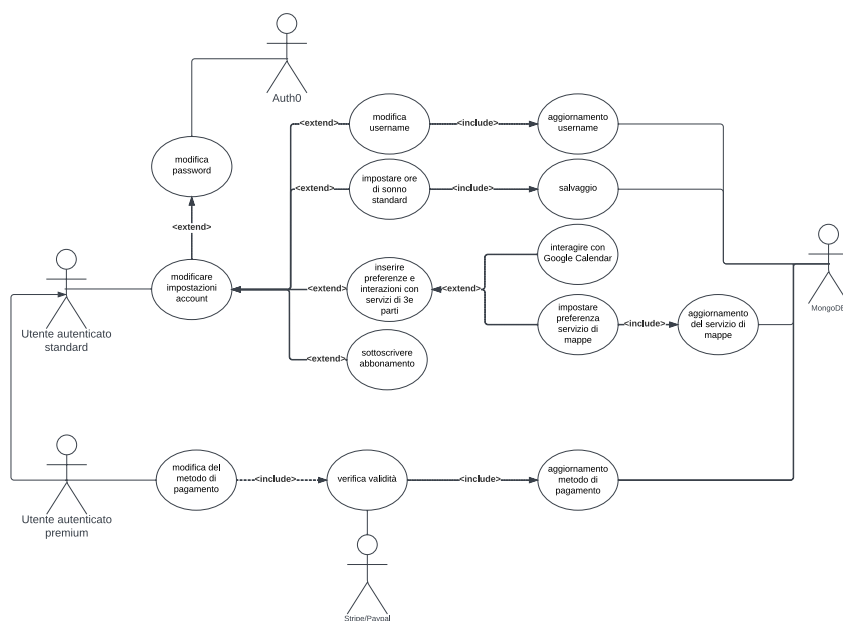 Auth0
modifica
password
<extend>
modificare
impostazioni
account
Utente autenticato
standard
<extend>
modifica
username
<include>
aggiornamento
username
<extend>
impostare ore
di sonno
standard
<include>
salvaggio
<extend>
inserire
preferenze e
interazioni con
servizi di 3e
parti
<extend>
interagire con
Google Calendar
impostare
preferenza
servizio di
mappe
<include>
aggiornamento
del servizio di
mappe
MongoDB
<extend>
sottoscrivere
abbonamento
Utente autenticato
premium
modifica del
metodo di
pagamento
<include>
verifica validità
<include>
aggiornamento
metodo di
pagamento
Stripe/Paypal